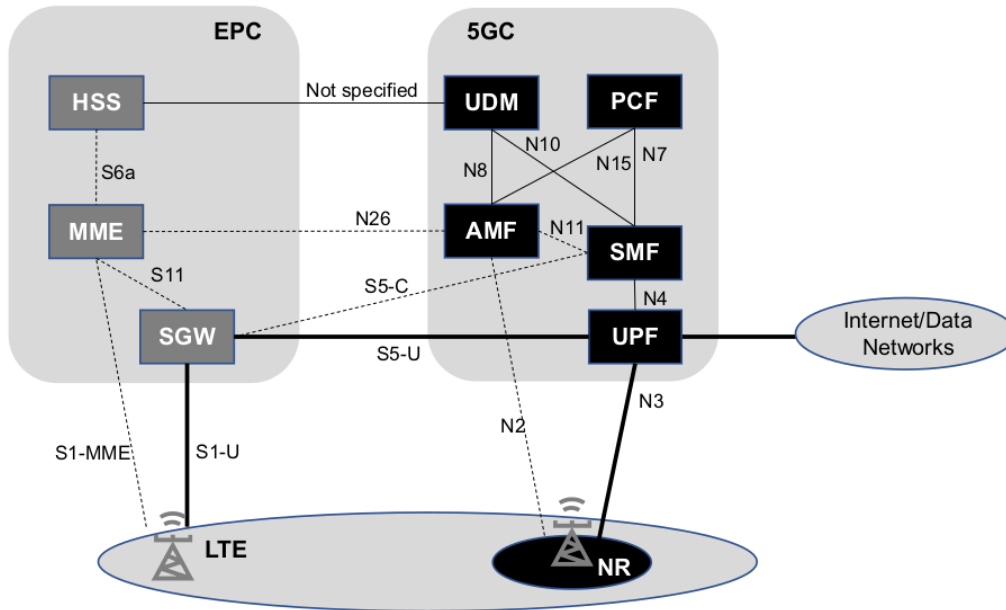 EPC
5GC
HSS
Not specified
UDM
PCF
N10
S6a
N8
N15
N7
MME
N26
AMF
N11
SMF
S11
S5-C
N4
SGW
S5-U
UPF
Internet/Data
Networks
N3
N2
S1-MME
S1-U
LTE
NR